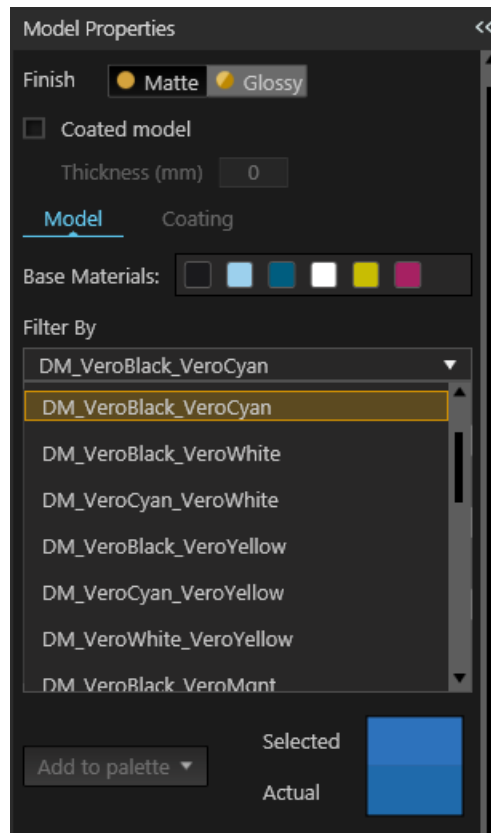 Model Properties
Finish Matte Glossy
Coated model
Thickness (mm) 0
Model Coating
Base Materials:
Filter By
DM_VeroBlack_VeroCyan
DM_VeroBlack_VeroCyan
DM_VeroBlack_VeroWhite
DM_VeroCyan_VeroWhite
DM_VeroBlack_VeroYellow
DM_VeroCyan_VeroYellow
DM_VeroWhite_VeroYellow
DM_VeroBlack_VeroMgnt
Selected
Add to palette
Actual